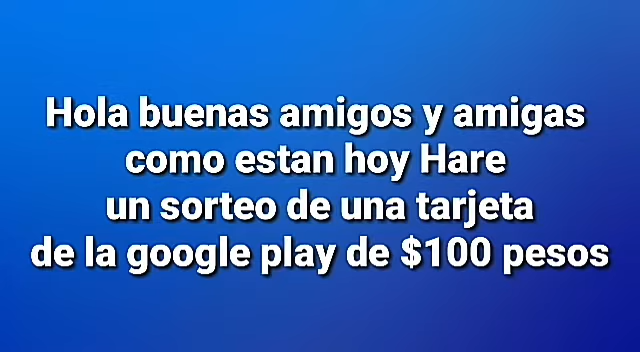 Hola buenas amigos y amigas
como estan hoy Hare
un sorteo de una tarjeta
de la google play de $100 pesos